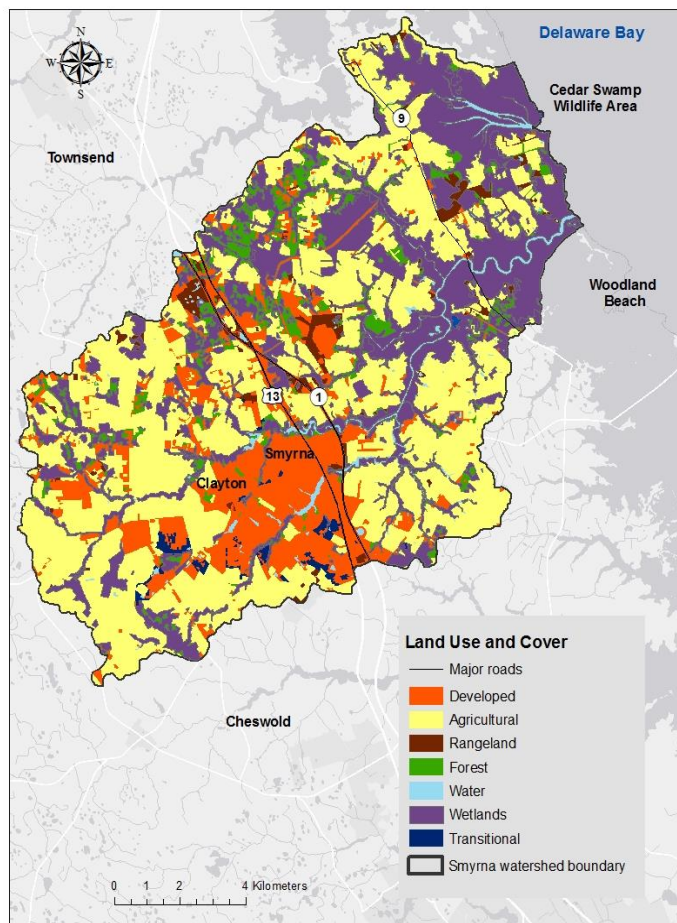 Delaware Bay
N
W E
S
Cedar Swamp
Wildlife Area
9
Townsend
Woodland
Beach
13
1
Smyrna
Clayton
Land Use and Cover
Major roads
Developed
Agricultural
Rangeland
Forest
Water
Wetlands
Transitional
Smyrna watershed boundary
Cheswold
0 1 2 4 Kilometers